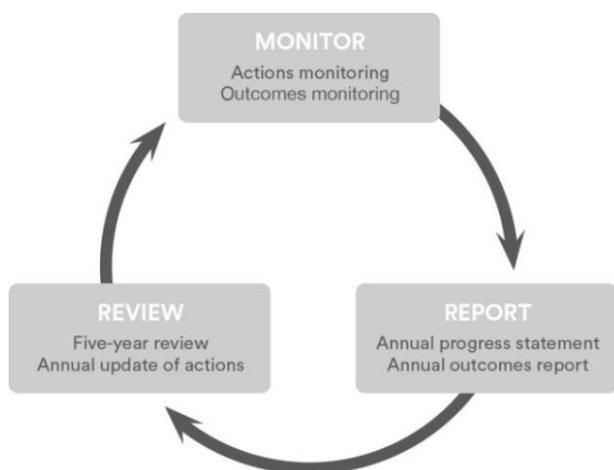 MONITOR
Actions monitoring
Outcomes monitoring
REVIEW
Five-year review
Annual update of actions
REPORT
Annual progress statement
Annual outcomes report